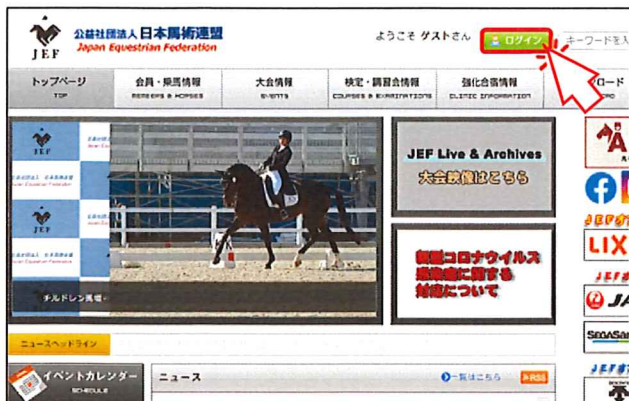 JEF
公益社団法人 日本馬術連盟
Japan Equestrian Federation
ようこそ ゲストさん
ログイン
キーワードを入
トップページ
TOP
会員・乗馬情報
MEMBERS & HORSES
大会情報
EVENTS
検定・講習会情報
COURSES & EXAMINATIONS
強化合宿情報
CLINIC INFORMATION
ロード
JEF
JEF
チルドレン馬場
JEF Live & Archives
大会映像はこちら
新型コロナウイルス
感染症に関する
対応について
LIX
JA
SEGASam
ニュースヘッドライン
イベントカレンダー
SCHEDULE
ニュース
一覧はこちら
RSS